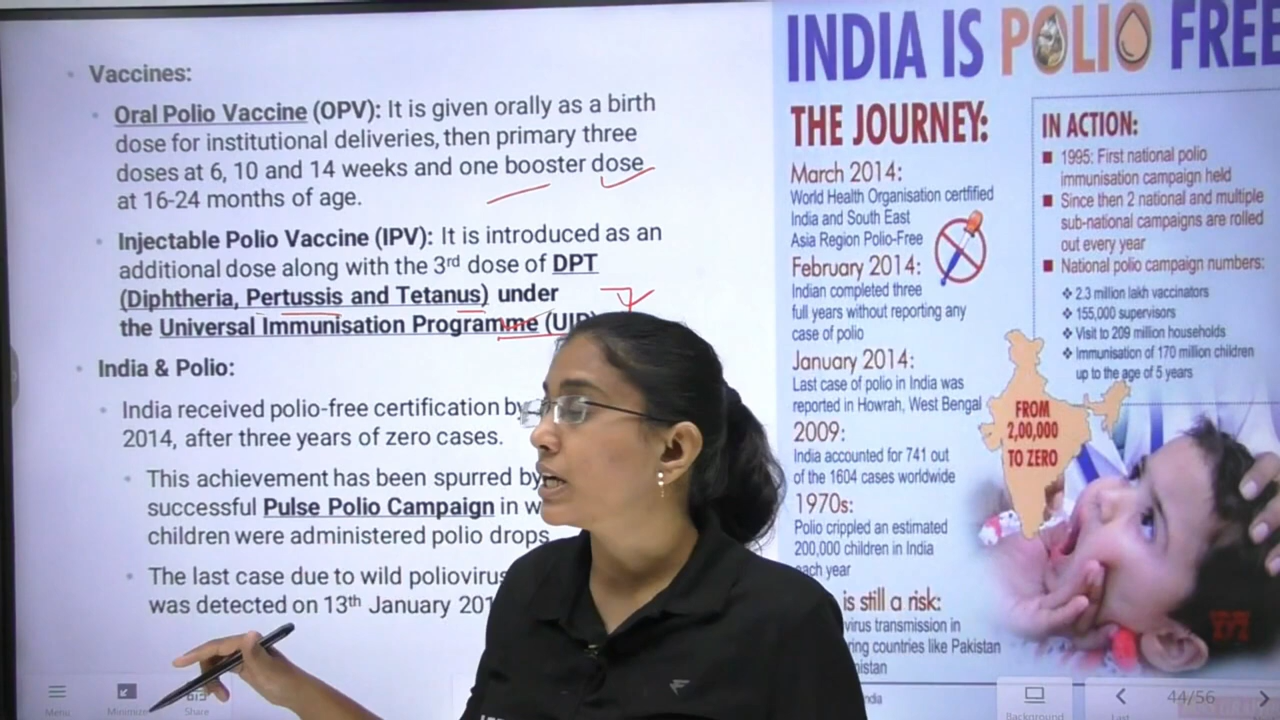 Vaccines:
Oral Polio Vaccine (OPV): It is given orally as a birth
dose for institutional deliveries, then primary three
doses at 6, 10 and 14 weeks and one booster dose
at 16-24 months of age.
Injectable Polio Vaccine (IPV): It is introduced as an
additional dose along with the 3rd dose of DPT
(Diphtheria, Pertussis and Tetanus) under
the Universal Immunisation Programme (UIP)
India & Polio:
India received polio-free certification by
2014, after three years of zero cases.
This achievement has been spurred by
successful Pulse Polio Campaign in
children were administered polio drops
The last case due to wild poliovirus
was detected on 13th January 201
INDIA IS POLIO FREE
THE JOURNEY:
March 2014:
World Health Organisation certfified
India and South East
Asia Region Polio-Free
February 2014:
Indian completed three
full years without reporting any
case of polio
January 2014:
Last case of polio in India was
reported in Howrah, West Bengal
2009:
India accounted for 741 out
of the 1604 cases worldwide
1970s:
Polio crippled an estimated
200,000 children in India
each year
is still a risk:
virus transmission in
ring countries like Pakistan
nistan
IN ACTION:
1995: First national polio
immunisation campaign held
Since then 2 national and multiple
sub-national campaigns are rolled
out every year
National polio campaign numbers:
2.3 million lakh vaccinators
155,000 supervisors
Visit to 209 million households
Immunisation of 170 million children
up to the age of 5 years
FROM
2,00,000
TO ZERO
Menu
Minimize
Share
Background
44/56